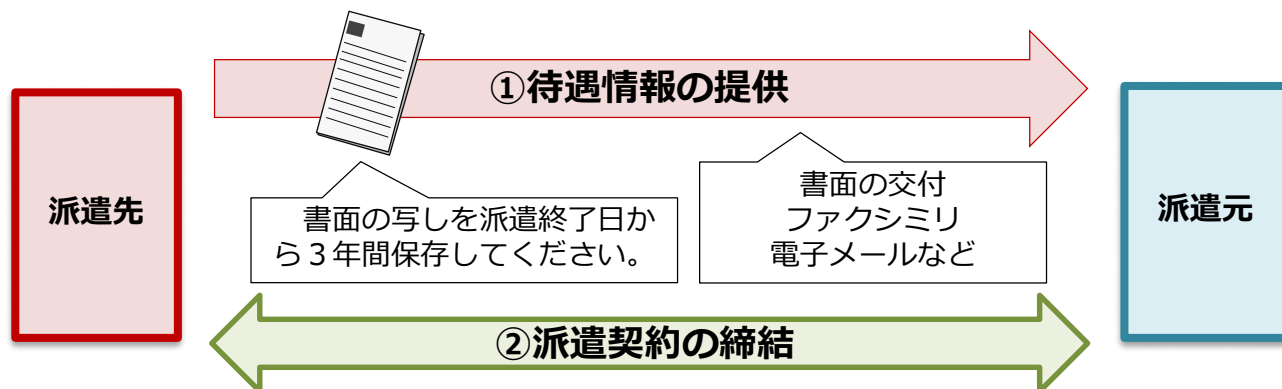 ①待遇情報の提供
派遣先
書面の写しを派遣終了日か
ら３年間保存してください。
書面の交付
ファクシミリ
電子メールなど
派遣元
②派遣契約の締結